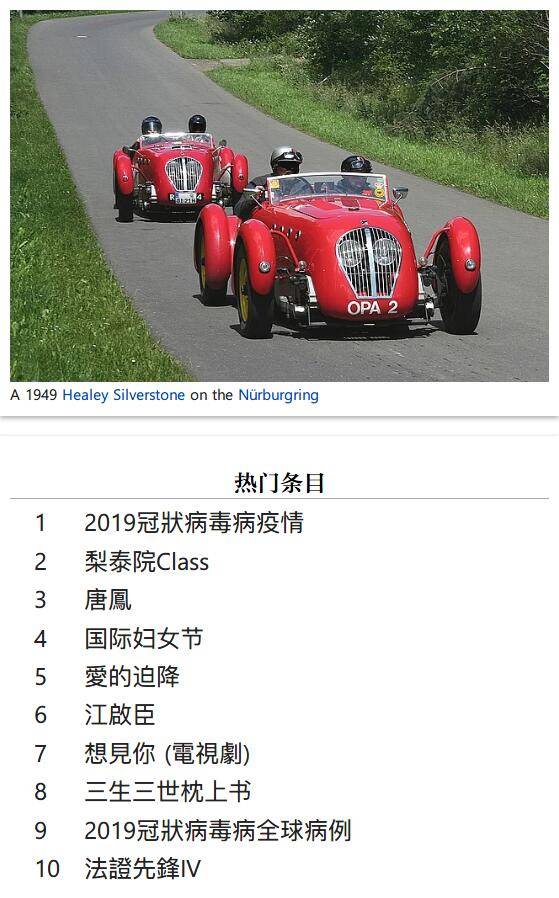 OPA 2
A 1949 Healey Silverstone on the Nürburgring
热门条目
1 2019冠狀病毒病疫情
2 梨泰院Class
3 唐鳳
4 国际妇女节
5 愛的迫降
6 江啟臣
7 想見你 (電視劇)
8 三生三世枕上书
9 2019冠狀病毒病全球病例
10 法證先鋒IV